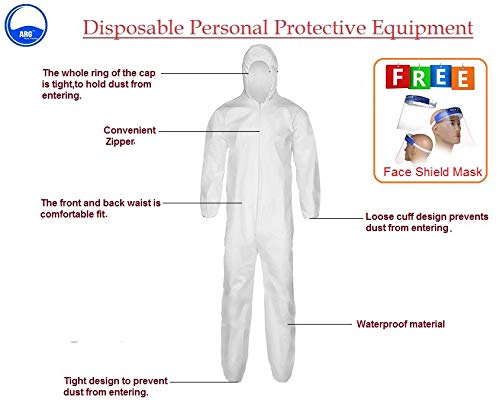 ARG
Disposable Personal Protective Equipment
The whole ring of the cap
is tight,to hold dust from
entering.
FREE
Convenient
Zipper
Face Shield Mask
The front and back waist is
comfortable fit.
Loose cuff design prevents
dust from entering.
Waterproof material
Tight design to prevent
dust from entering.